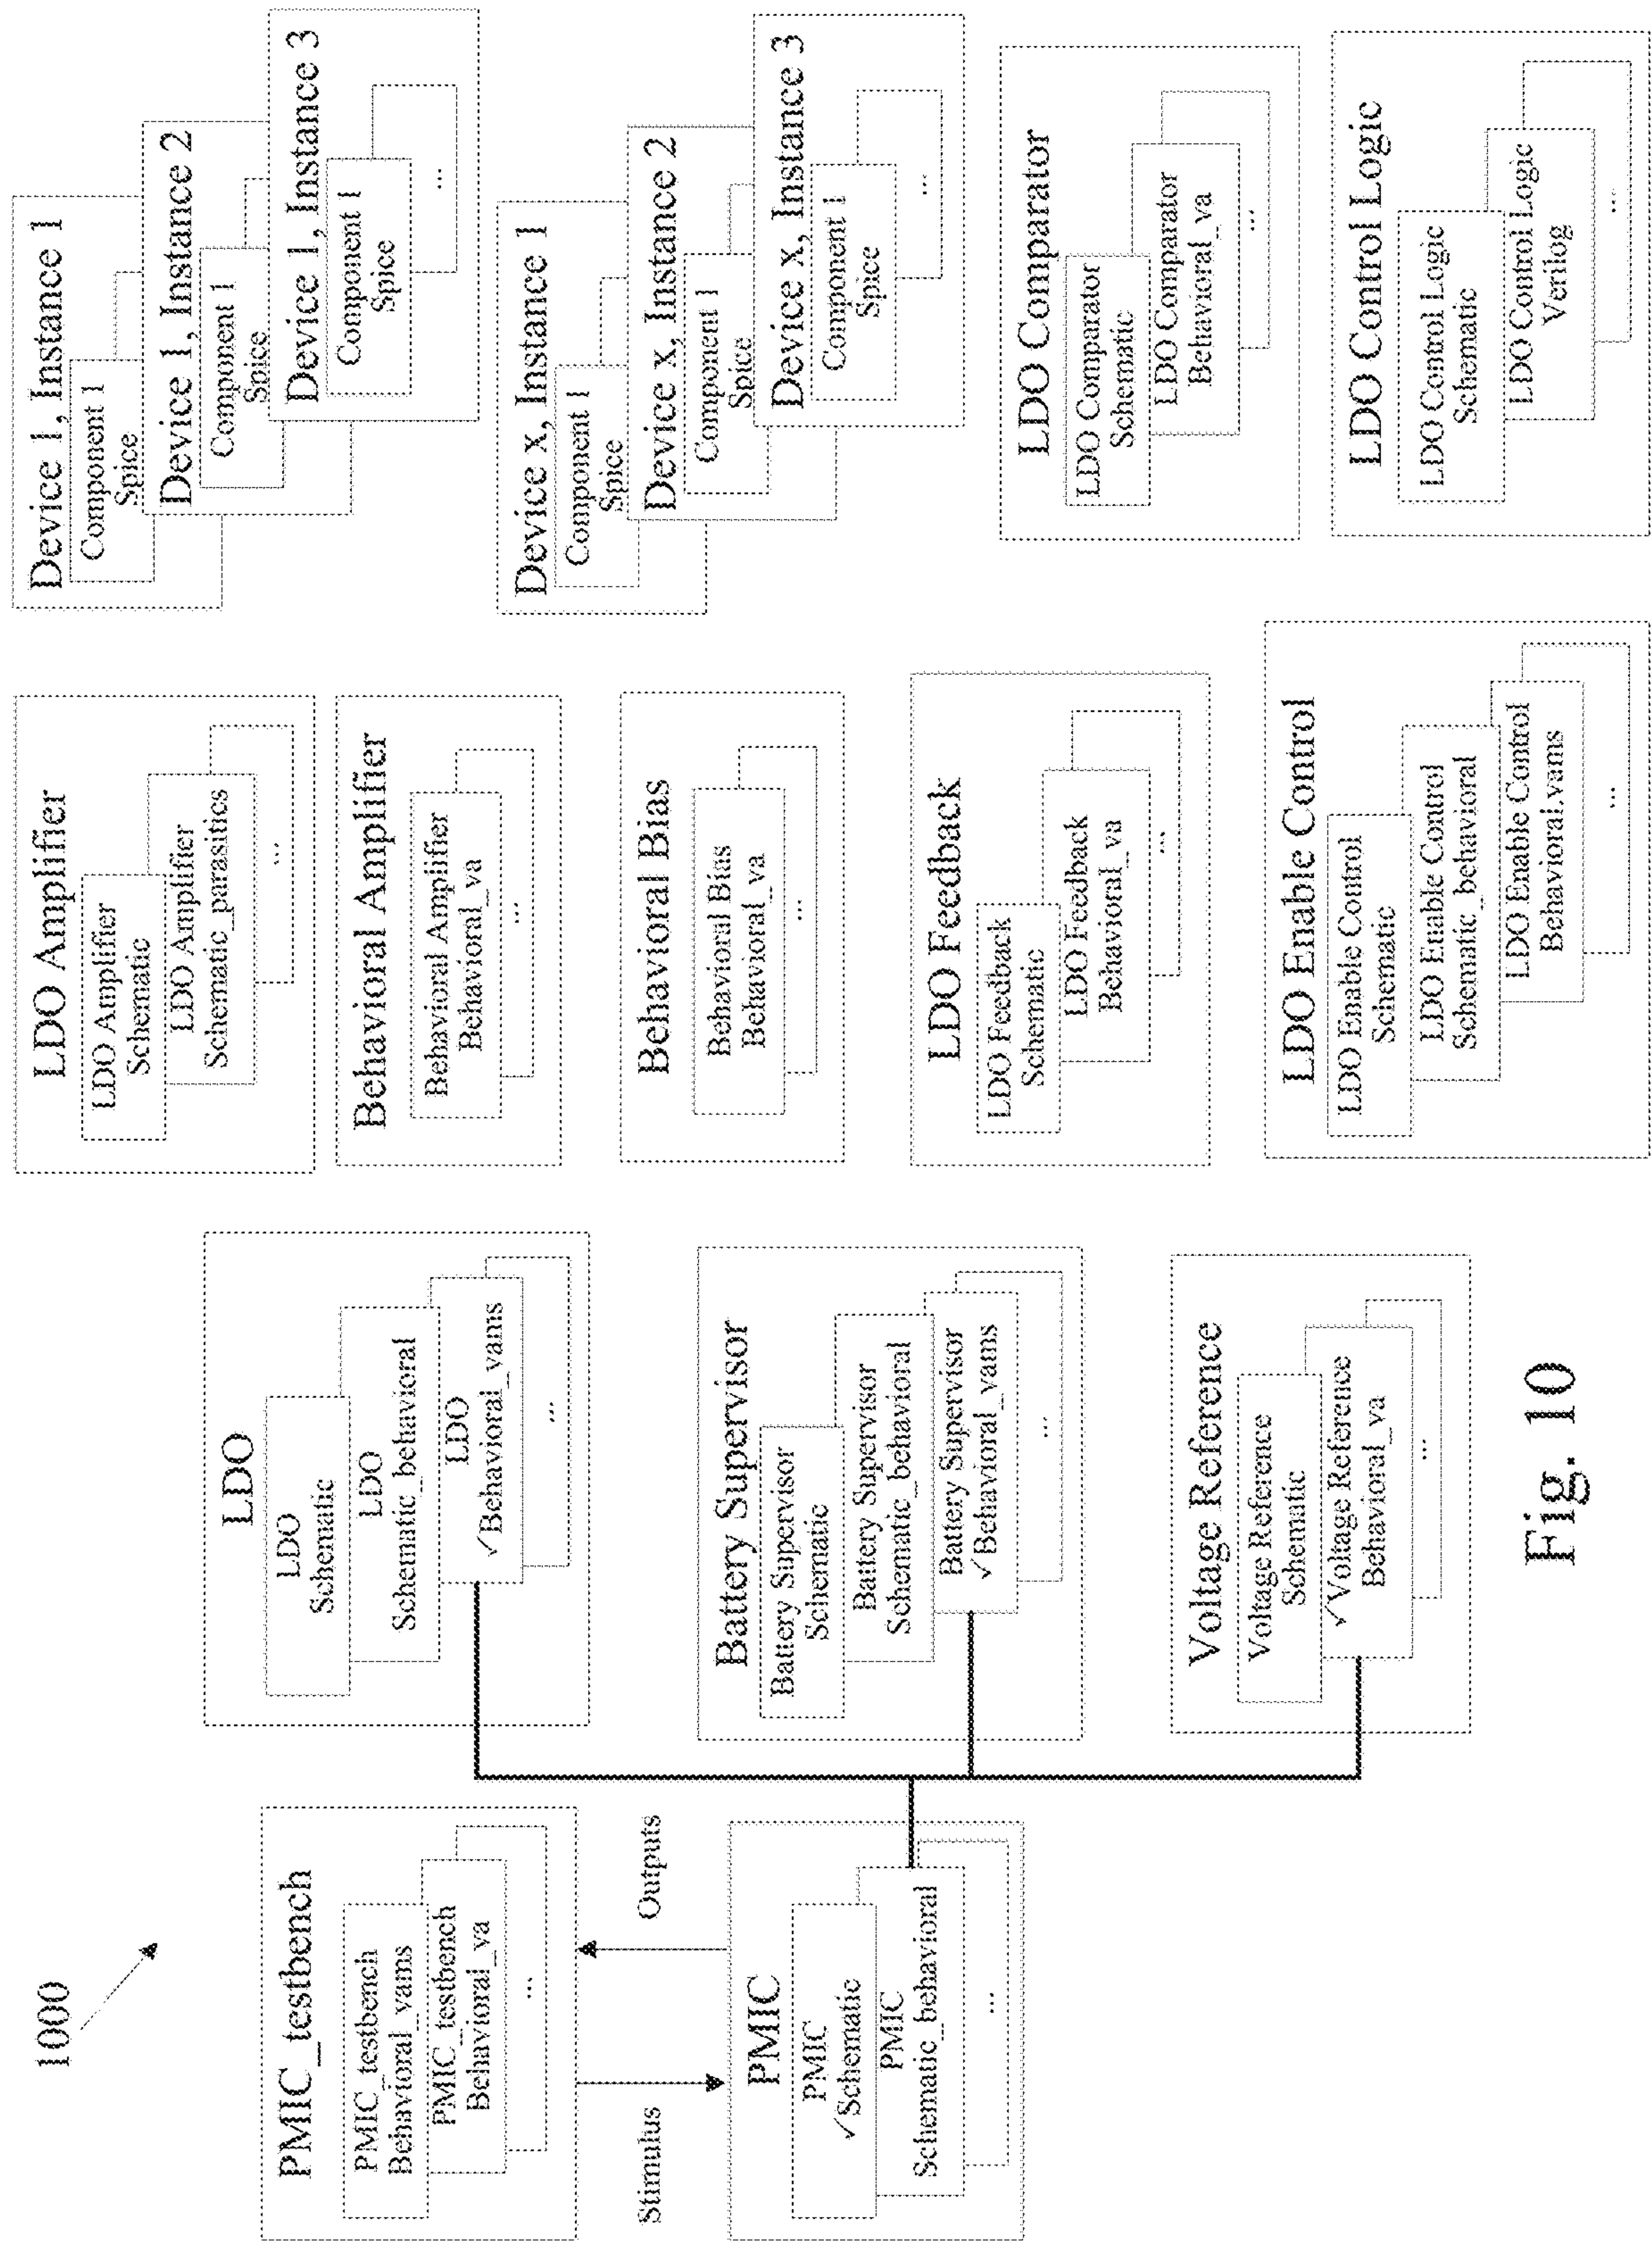 1000
PMIC_testbench
PMIC_testbench
Behavioral_vams
PMIC_testbench
Behavioral_va
...
Stimulus
Outputs
PMIC
PMIC
✓Schematic
PMIC
Schematic_behavioral
...
LDO
LDO
Schematic
LDO
Schematic_behavioral
LDO
✓Behavioral_vams
...
Battery Supervisor
Battery Supervisor
Schematic
Battery Supervisor
Schematic_behavioral
Battery Supervisor
✓Behavioral_vams
...
Voltage Reference
Voltage Reference
Schematic
✓Voltage Reference
Behavioral_va
...
LDO Amplifier
LDO Amplifier
Schematic
LDO Amplifier
Schematic_parasitics
...
Behavioral Amplifier
Behavioral Amplifier
Behavioral_va
...
Behavioral Bias
Behavioral Bias
Behavioral_va
...
LDO Feedback
LDO Feedback
Schematic
LDO Feedback
Behavioral_va
...
LDO Enable Control
LDO Enable Control
Schematic
LDO Enable Control
Schematic_behavioral
LDO Enable Control
Behavioral.vams
...
Device 1, Instance 1
Component 1
Spice
Device 1, Instance 2
Component 1
Spice
Device 1, Instance 3
Component 1
Spice
...
Device x, Instance 1
Component 1
Spice
Device x, Instance 2
Component 1
Spice
Device x, Instance 3
Component 1
Spice
...
LDO Comparator
LDO Comparator
Schematic
LDO Comparator
Behavioral_va
...
LDO Control Logic
LDO Control Logic
Schematic
LDO Control Logic
Verilog
...
Fig. 10